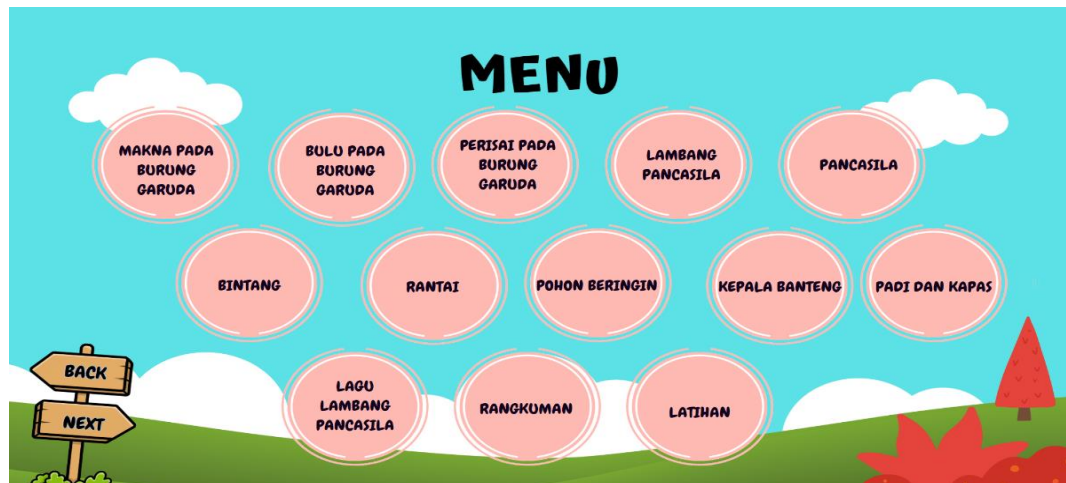 MENU
MAKNA PADA
BURUNG
GARUDA
BULU PADA
BURUNG
GARUDA
PERISAI PADA
BURUNG
GARUDA
LAMBANG
PANCASILA
PANCASILA
BINTANG
RANTAI
POHON BERINGIN
KEPALA BANTENG
PADI DAN KAPAS
LAGU
LAMBANG
PANCASILA
RANGKUMAN
LATIHAN
BACK
NEXT